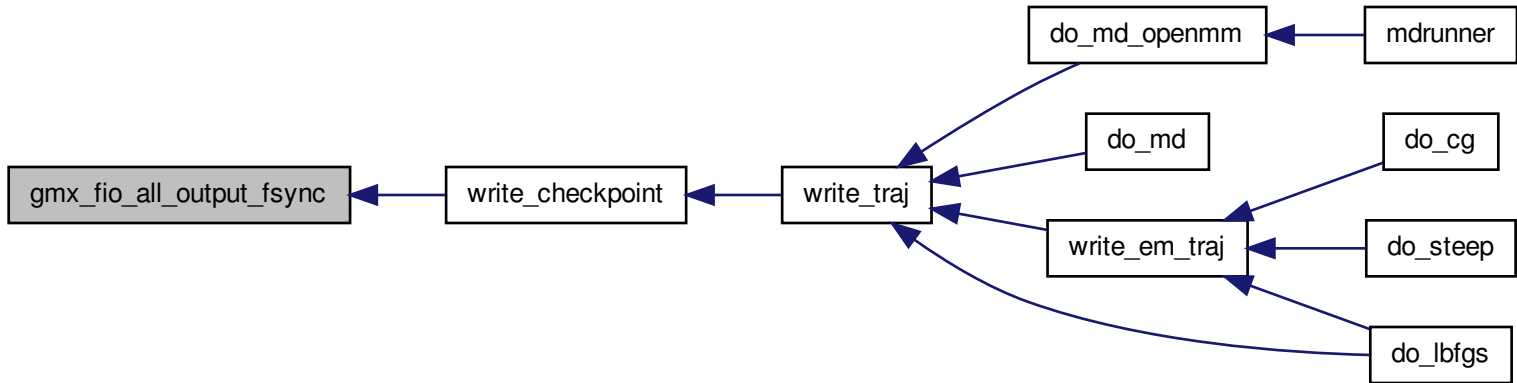 gmx_fio_all_output_fsync
write_checkpoint
write_traj
do_md_openmm
mdrunner
do_md
write_em_traj
do_cg
do_steep
do_lbfgs